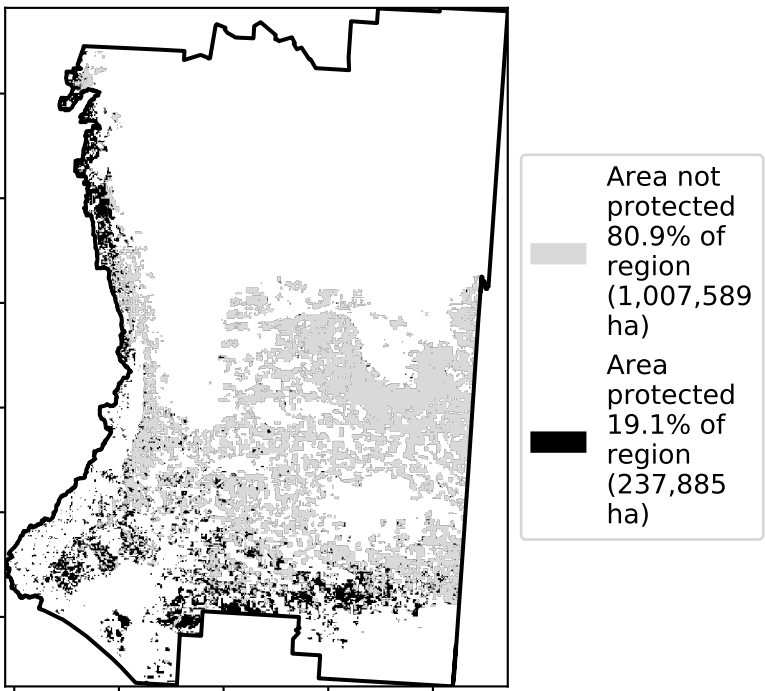 Area not
protected
80.9% of
region
(1,007,589
ha)
Area
protected
19.1% of
region
(237,885
ha)